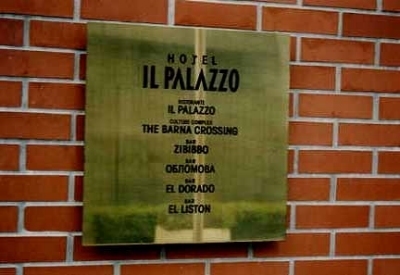 HOTEL
IL PALAZZO
RISTORANTE
IL PALAZZO
CULTURE COMPLEX
THE BARNA CROSSING
BAR
ZIBIBBO
BAR
ОБЛОМОВА
BAR
EL DORADO
BAR
EL LISTON